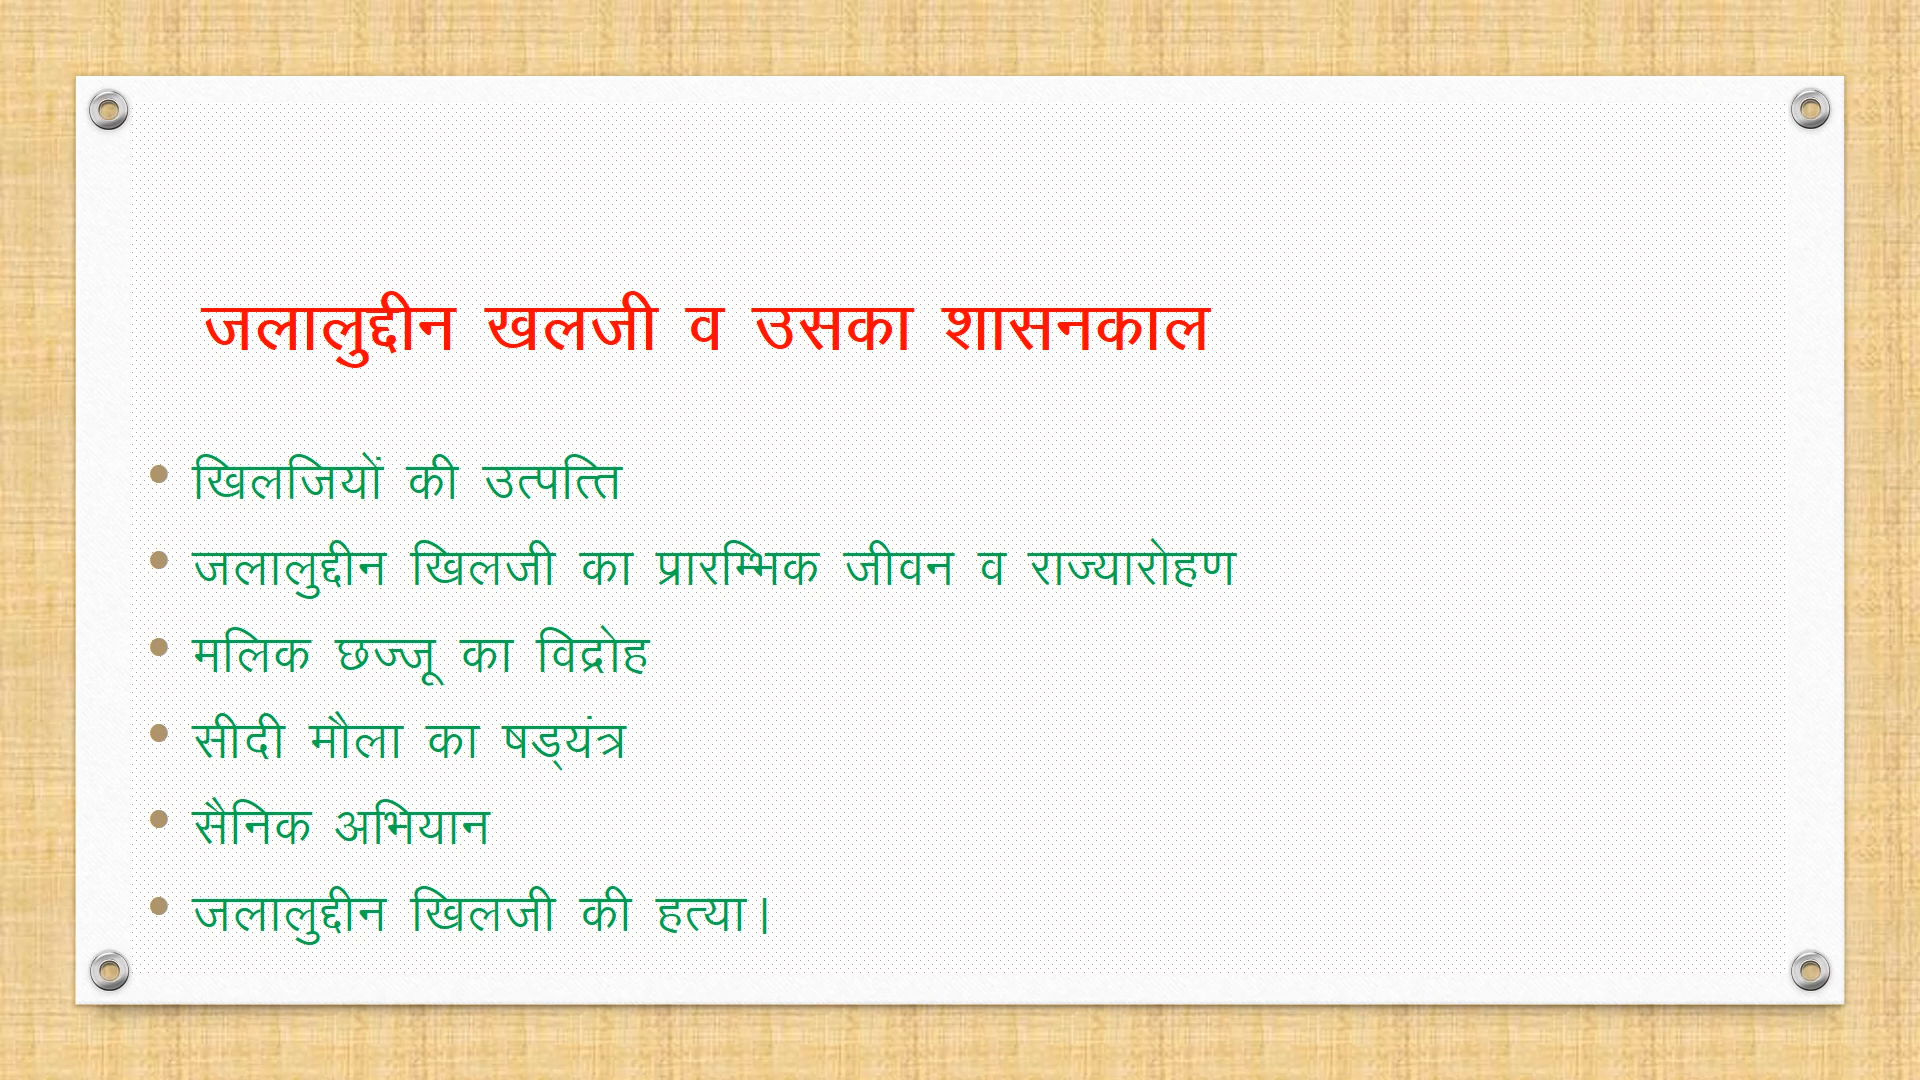 जलालुद्दीन खलजी व उसका शासनकाल
खिलजियों की उत्पत्ति
जलालुद्दीन खिलजी का प्रारम्भिक जीवन व राज्यारोहण
मलिक छज्जू का विद्रोह
सीदी मौला का षड्यंत्र
सैनिक अभियान
जलालुद्दीन खिलजी की हत्या।